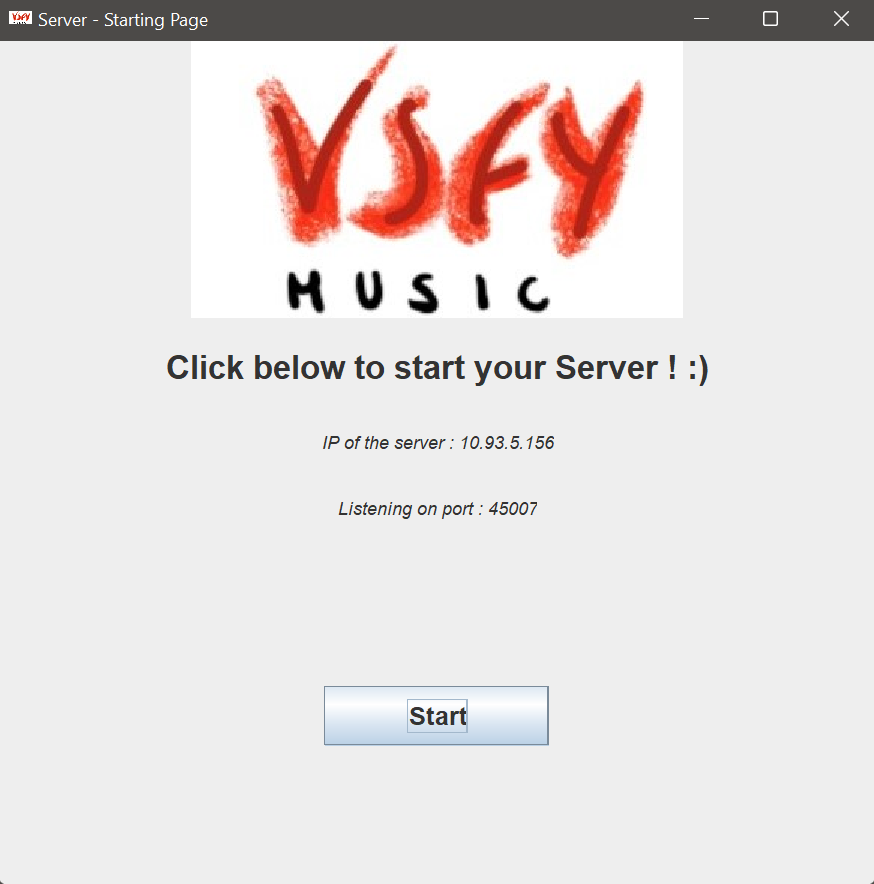 Server - Starting Page
VSFY
MUSIC
Click below to start your Server ! :)
IP of the server : 10.93.5.156
Listening on port : 45007
Start